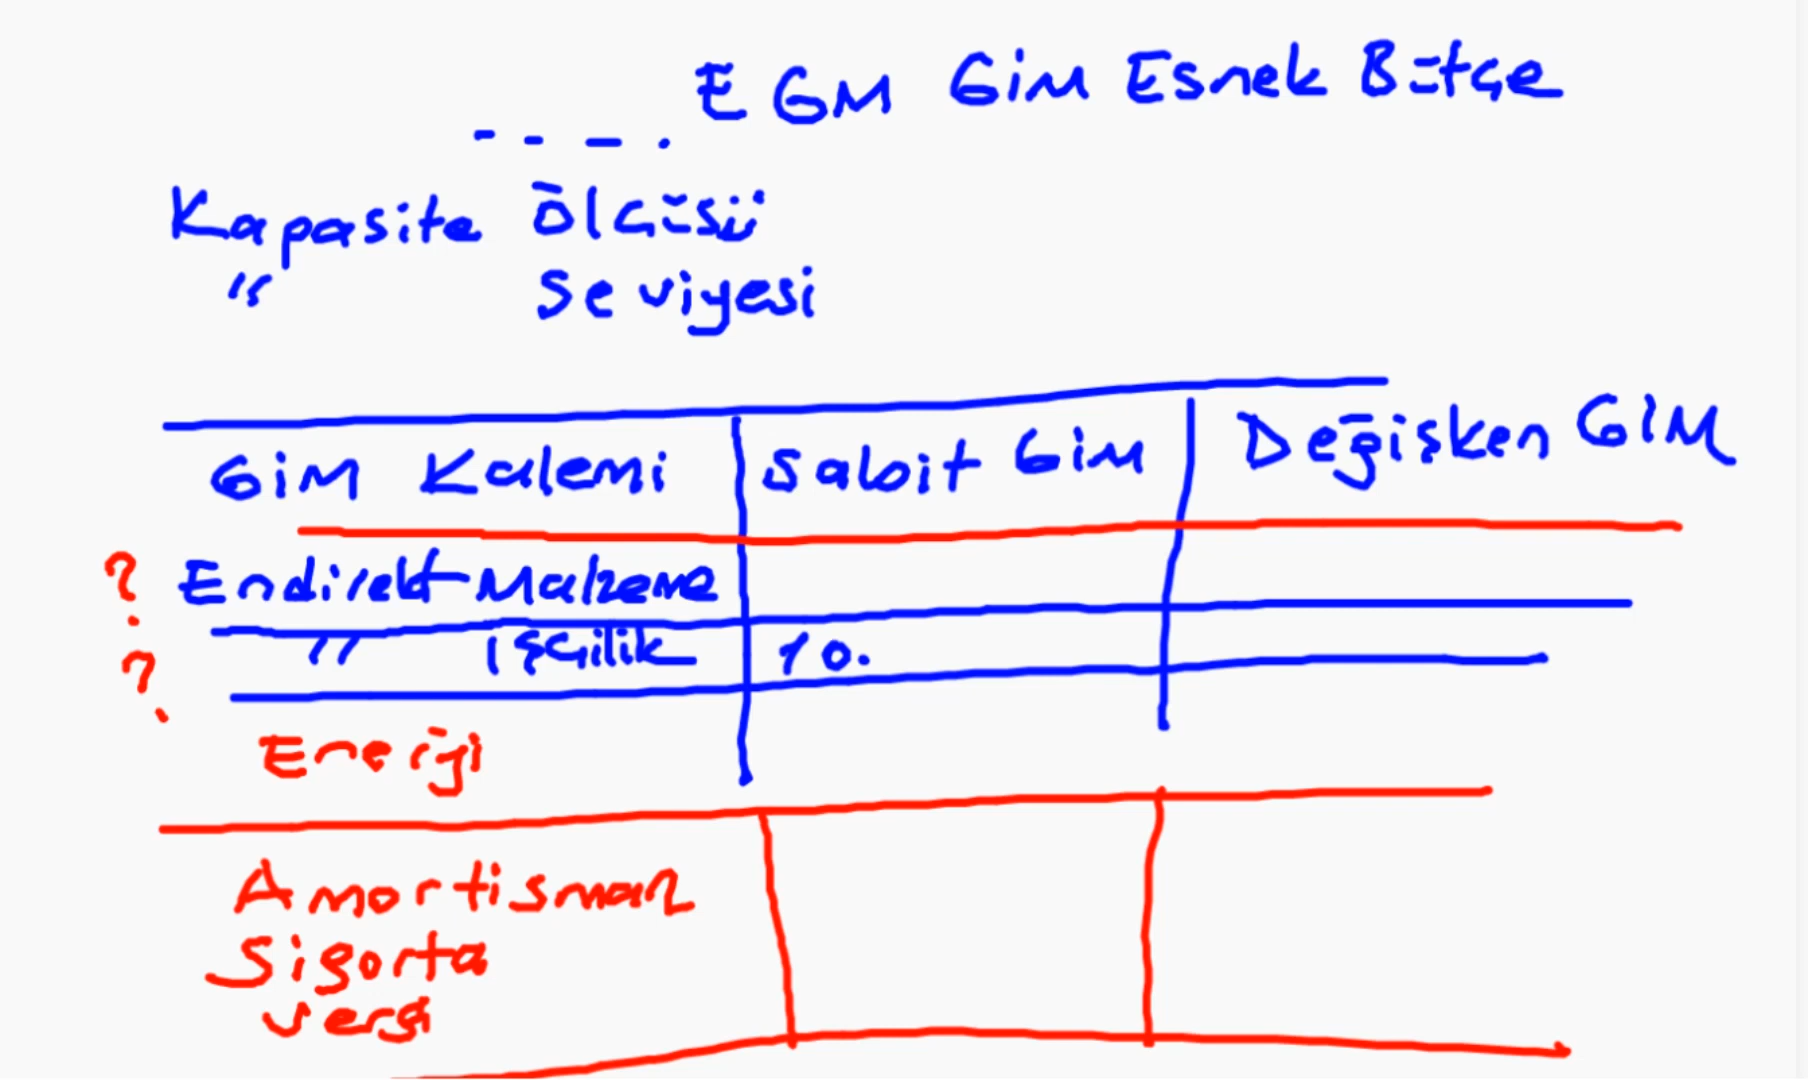 EGM GİM Esnek Bütçe
-- - .
Kapasite Ölçüsü
" Seviyesi
GİM Kalemi Sabit GİM Değişken GİM
? Endirekt Malzeme
? " işçilik 10.
Enerji
Amortisman
Sigorta
Vergi